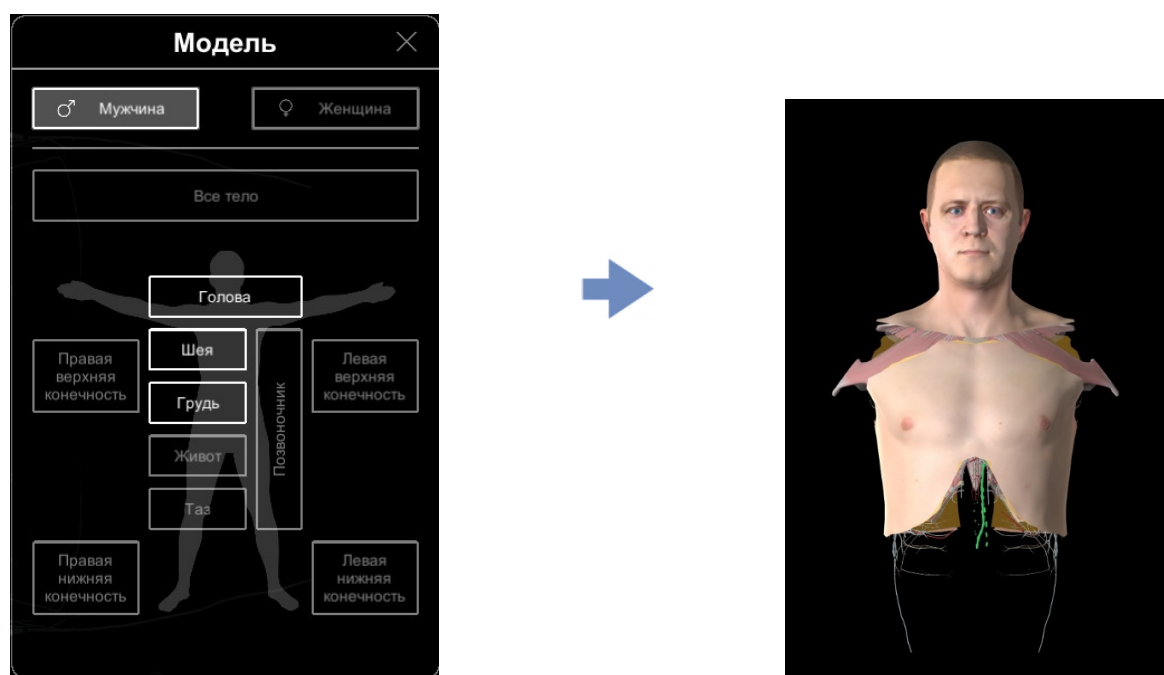 Модель
Мужчина
Женщина
Все тело
Голова
Шея
Правая
верхняя
конечность
Левая
верхняя
конечность
Грудь
Позвоночник
Живот
Таз
Правая
нижняя
конечность
Левая
нижняя
конечность